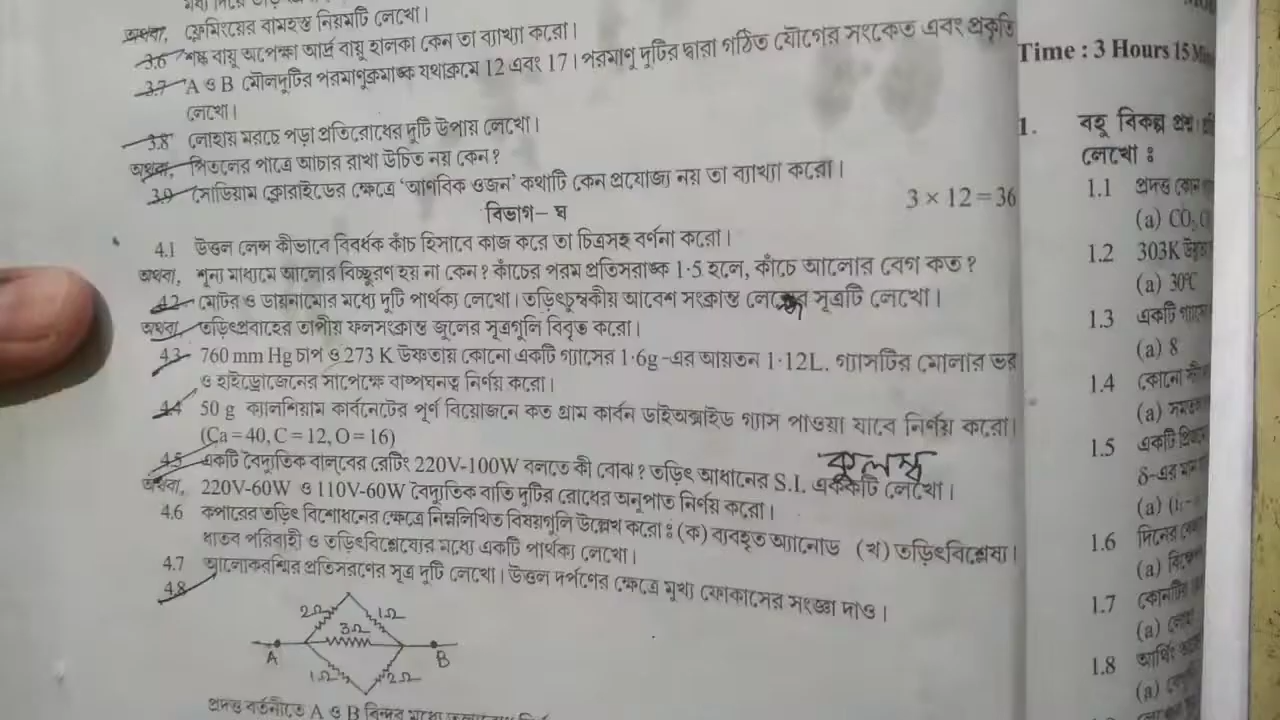 অথবা, ফ্লেমিংয়ের বামহস্ত নিয়মটি লেখো।
3.6 শুষ্ক বায়ু অপেক্ষা আর্দ্র বায়ু হালকা কেন তা ব্যাখ্যা করো।
3.7 A ও B মৌলদুটির পরমাণুক্রমাঙ্ক যথাক্রমে 12 এবং 17। পরমাণু দুটির দ্বারা গঠিত যৌগের সংকেত এবং প্রকৃতি
লেখো।
3.8 লোহায় মরচে পড়া প্রতিরোধের দুটি উপায় লেখো।
অথবা, পিতলের পাত্রে আচার রাখা উচিত নয় কেন?
3.9 সোডিয়াম ক্লোরাইডের ক্ষেত্রে ‘আণবিক ওজন’ কথাটি কেন প্রযোজ্য নয় তা ব্যাখ্যা করো।
বিভাগ– ঘ 3 × 12 = 36
4.1 উত্তল লেন্স কীভাবে বিবর্ধক কাঁচ হিসাবে কাজ করে তা চিত্রসহ বর্ণনা করো।
অথবা, শূন্য মাধ্যমে আলোর বিচ্ছুরণ হয় না কেন? কাঁচের পরম প্রতিসরাঙ্ক 1·5 হলে, কাঁচে আলোর বেগ কত?
4.2 মোটর ও ডায়নামোর মধ্যে দুটি পার্থক্য লেখো। তড়িৎচুম্বকীয় আবেশ সংক্রান্ত লেঞ্জের সূত্রটি লেখো।
অথবা, তড়িৎপ্রবাহের তাপীয় ফলসংক্রান্ত জুলের সূত্রগুলি বিবৃত করো।
4.3 760 mm Hg চাপ ও 273 K উষ্ণতায় কোনো একটি গ্যাসের 1·6g -এর আয়তন 1·12L. গ্যাসটির মোলার ভর
ও হাইড্রোজেনের সাপেক্ষে বাষ্পঘনত্ব নির্ণয় করো।
4.4 50 g ক্যালশিয়াম কার্বনেটের পূর্ণ বিয়োজনে কত গ্রাম কার্বন ডাইঅক্সাইড গ্যাস পাওয়া যাবে নির্ণয় করো।
(Ca = 40, C = 12, O = 16)
কুলম্ব
4.5 একটি বৈদ্যুতিক বালবের রেটিং 220V-100W বলতে কী বোঝ? তড়িৎ আধানের S.I. এককটি লেখো।
অথবা, 220V-60W ও 110V-60W বৈদ্যুতিক বাতি দুটির রোধের অনুপাত নির্ণয় করো।
4.6 কপারের তড়িৎ বিশোধনের ক্ষেত্রে নিম্নলিখিত বিষয়গুলি উল্লেখ করো : (ক) ব্যবহৃত অ্যানোড (খ) তড়িৎবিশ্লেষ্য।
ধাতব পরিবাহী ও তড়িৎবিশ্লেষ্যের মধ্যে একটি পার্থক্য লেখো।
4.7 আলোকরশ্মির প্রতিসরণের সূত্র দুটি লেখো। উত্তল দর্পণের ক্ষেত্রে মুখ্য ফোকাসের সংজ্ঞা দাও।
4.8
2Ω 1Ω
3Ω
A B
1Ω 2Ω
প্রদত্ত বর্তনীতে A ও B বিন্দুর মধ্যে
Time : 3 Hours 15
1. বহু বিকল্প প্রশ্ন।
লেখো :
1.1 প্রদত্ত কোন
(a) CO,
1.2 303K
(a) 30°C
1.3 একটি গ্যাসে
(a) 8
1.4 কোনো
(a)
1.5 একটি
δ-এর মান
(a)
1.6 দিনের
(a)
1.7 কোনটির
(a)
1.8
(a)